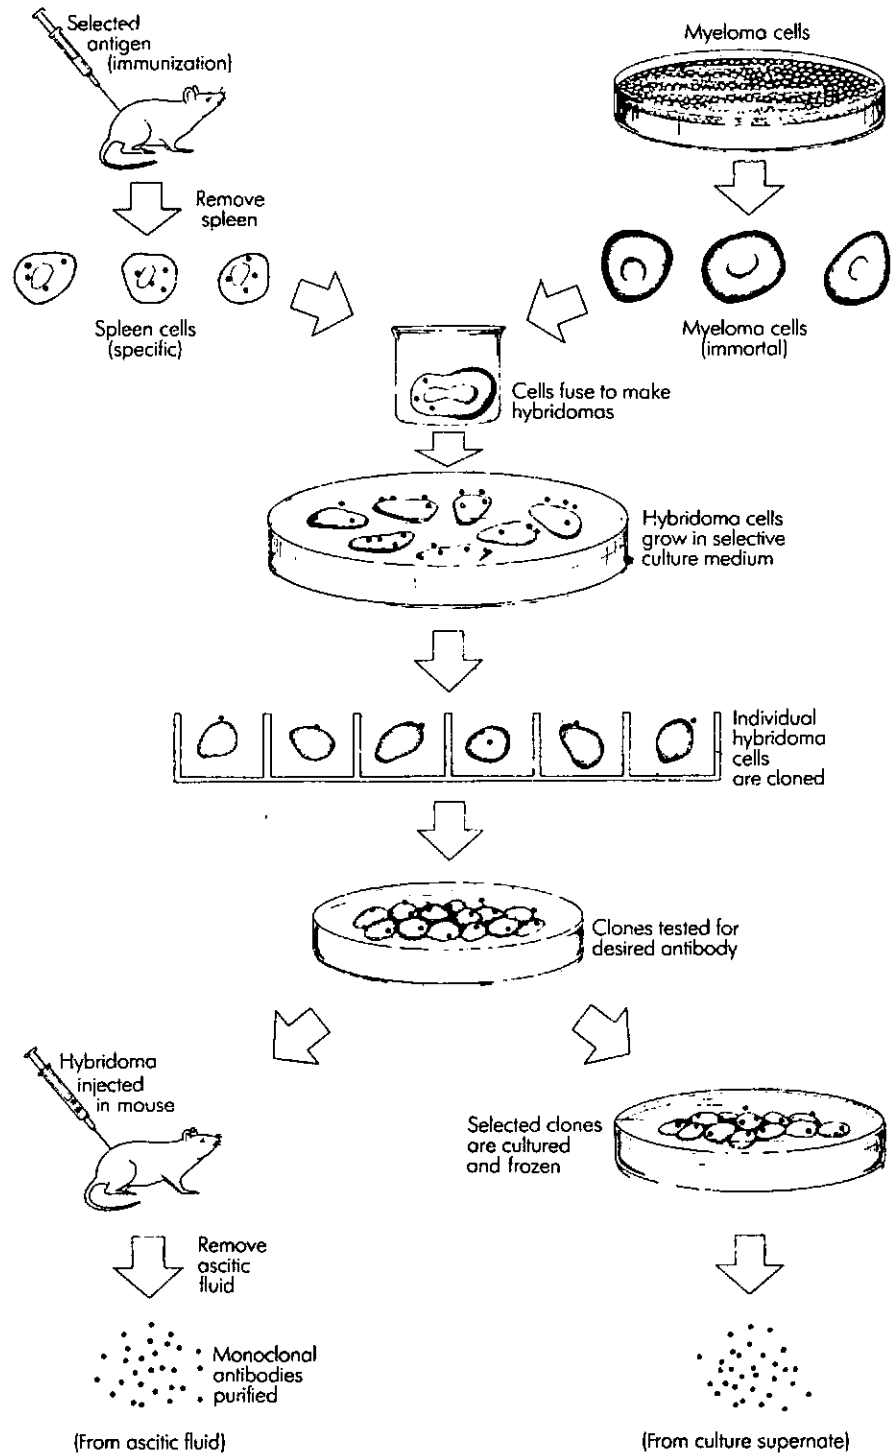 Selected
antigen
(immunization)
Myeloma cells
Remove
spleen
Spleen cells
(specific)
Myeloma cells
(immortal)
Cells fuse to make
hybridomas
Hybridoma cells
grow in selective
culture medium
Individual
hybridoma
cells
are cloned
Clones tested for
desired antibody
Hybridoma
injected
in mouse
Selected clones
are cultured
and frozen
Remove
ascitic
fluid
Monoclonal
antibodies
purified
(From ascitic fluid)
(From culture supernate)